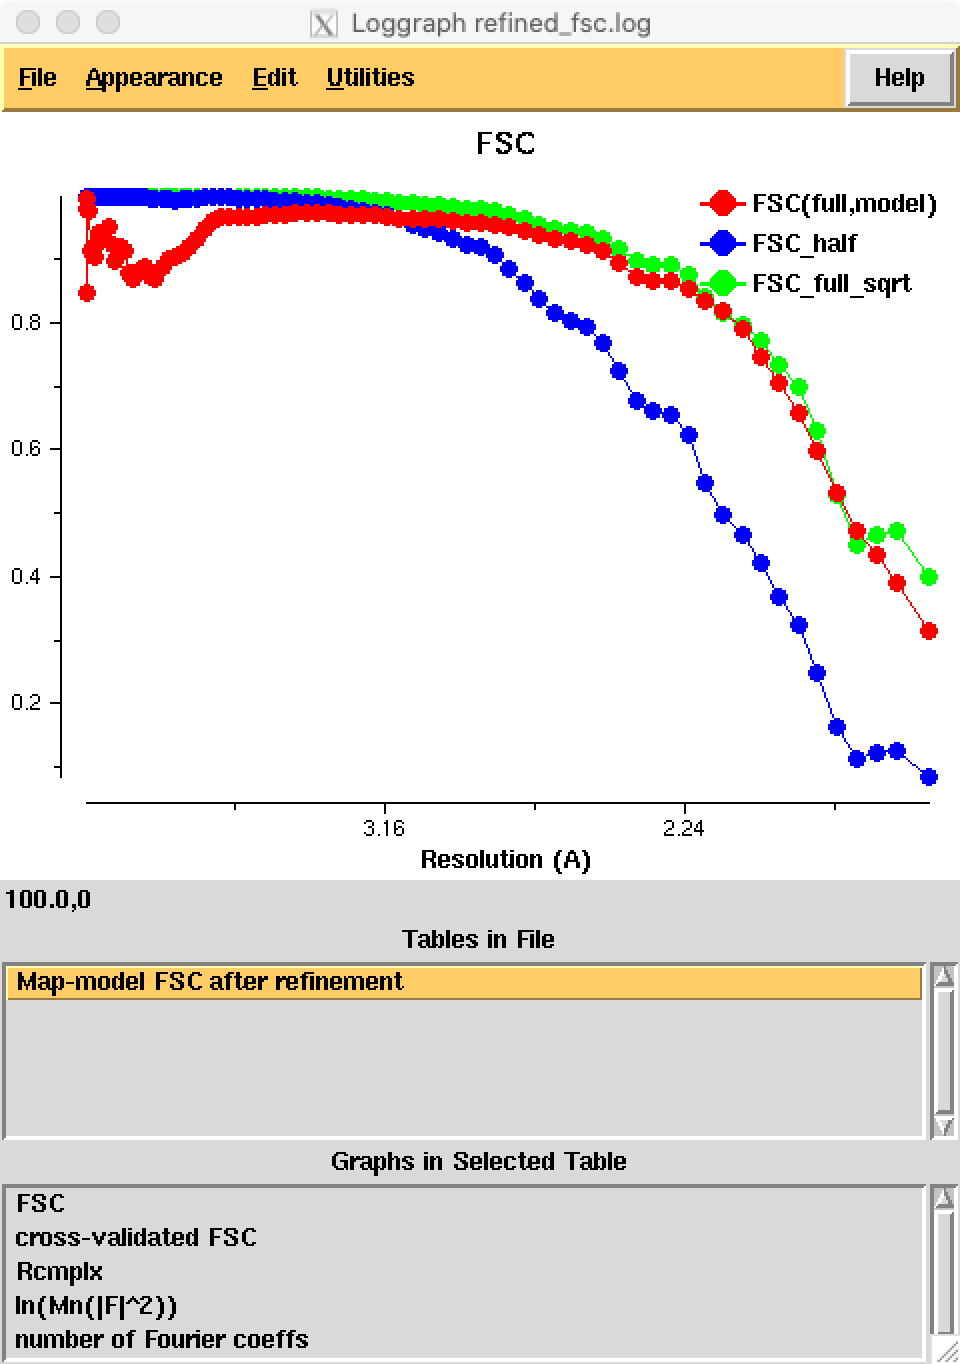 Loggraph refined_fsc.log
File Appearance Edit Utilities Help
FSC
FSC(full,model)
FSC_half
FSC_full_sqrt
0.8
0.6
0.4
0.2
3.16 2.24
Resolution (A)
100.0,0
Tables in File
Map-model FSC after refinement
Graphs in Selected Table
FSC
cross-validated FSC
Rcmplx
ln(Mn(|F|^2))
number of Fourier coeffs